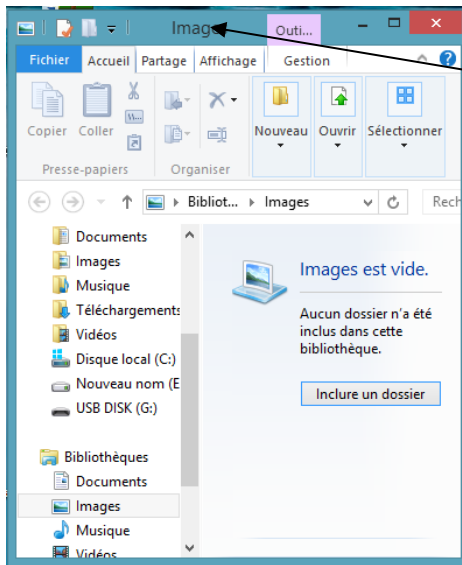 Image
Outi...
Fichier Accueil Partage Affichage Gestion
Copier Coller Nouveau Ouvrir Sélectionner
Presse-papiers Organiser
Bibliot... Images Rech
Documents
Images
Musique
Téléchargements
Vidéos
Disque local (C:)
Nouveau nom (E
USB DISK (G:)
Bibliothèques
Documents
Images
Musique
Vidéos
Images est vide.
Aucun dossier n'a été
inclus dans cette
bibliothèque.
Inclure un dossier